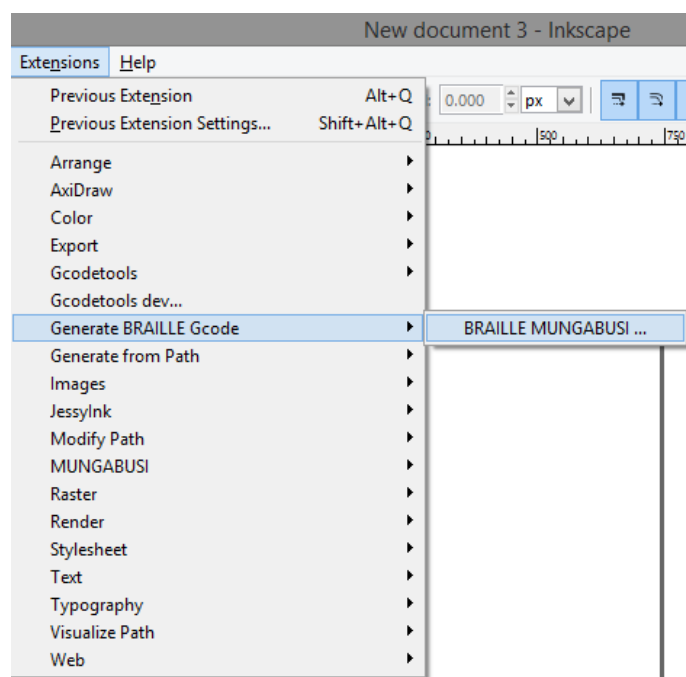 New document 3 - Inkscape
Extensions Help
Previous Extension Alt+Q
Previous Extension Settings... Shift+Alt+Q
0.000 px
500 750
Arrange
AxiDraw
Color
Export
Gcodetools
Gcodetools dev...
Generate BRAILLE Gcode BRAILLE MUNGABUSI ...
Generate from Path
Images
JessyInk
Modify Path
MUNGABUSI
Raster
Render
Stylesheet
Text
Typography
Visualize Path
Web